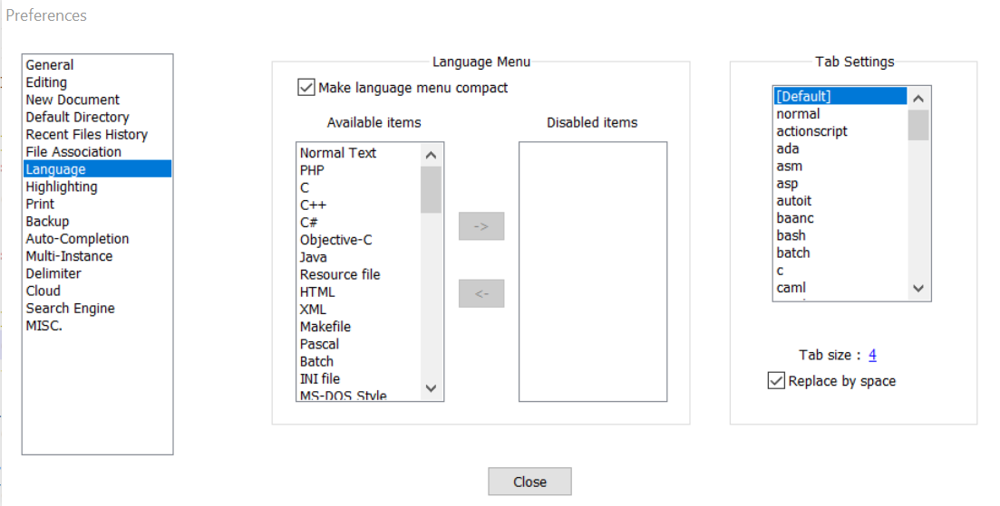 Preferences
General
Editing
New Document
Default Directory
Recent Files History
File Association
Language
Highlighting
Print
Backup
Auto-Completion
Multi-Instance
Delimiter
Cloud
Search Engine
MISC.
Language Menu
Make language menu compact
Available items
Normal Text
PHP
C
C++
C#
Objective-C
Java
Resource file
HTML
XML
Makefile
Pascal
Batch
INI file
MS-DOS Style
->
<-
Disabled items
Tab Settings
[Default]
normal
actionscript
ada
asm
asp
autoit
baanc
bash
batch
c
caml
Tab size : 4
Replace by space
Close